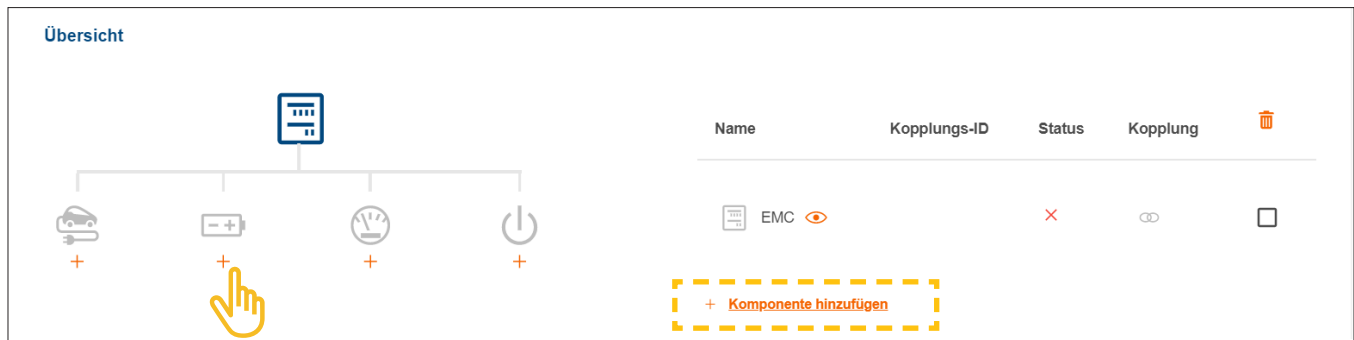 Übersicht
Name Kopplungs-ID Status Kopplung
EMC
+ Komponente hinzufügen
+ + + +